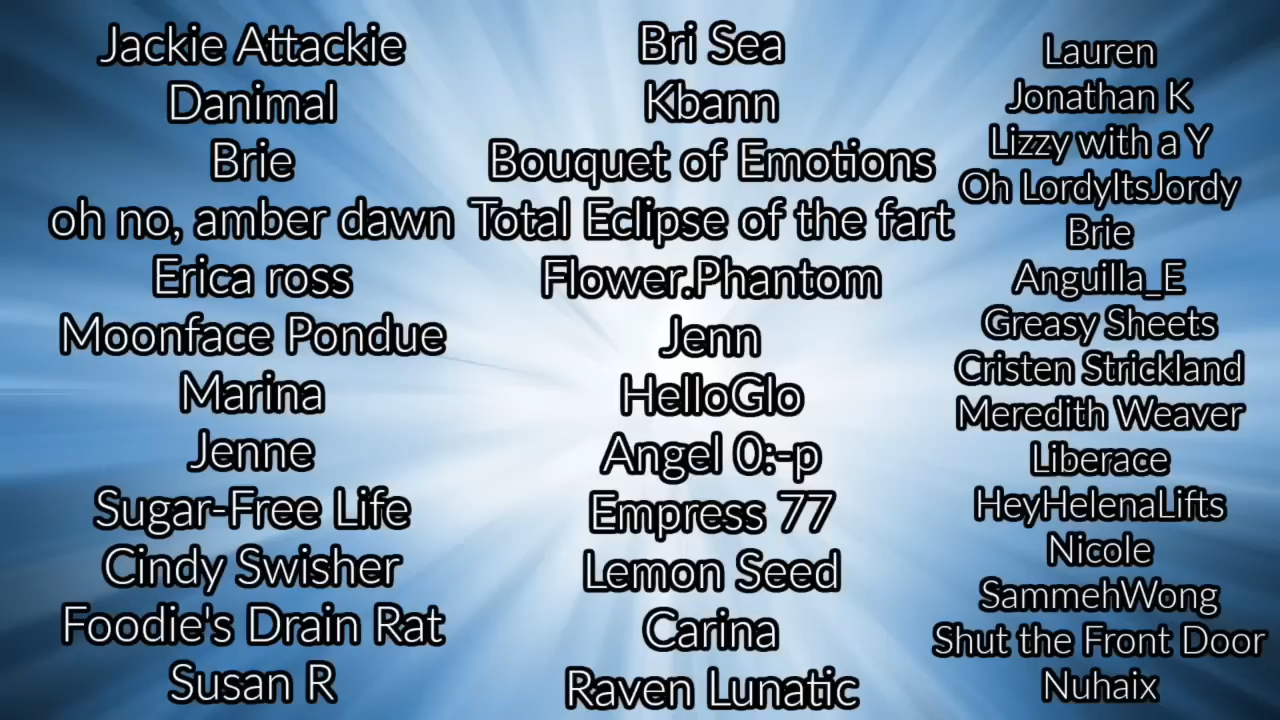 Jackie Attackie
Danimal
Brie
oh no, amber dawn
Erica ross
Moonface Pondue
Marina
Jenne
Sugar-Free Life
Cindy Swisher
Foodie's Drain Rat
Susan R
Bri Sea
Kbann
Bouquet of Emotions
Total Eclipse of the fart
Flower.Phantom
Jenn
HelloGlo
Angel 0:-p
Empress 77
Lemon Seed
Carina
Raven Lunatic
Lauren
Jonathan K
Lizzy with a Y
Oh LordyItsJordy
Brie
Anguilla_E
Greasy Sheets
Cristen Strickland
Meredith Weaver
Liberace
HeyHelenaLifts
Nicole
SammehWong
Shut the Front Door
Nuhaix